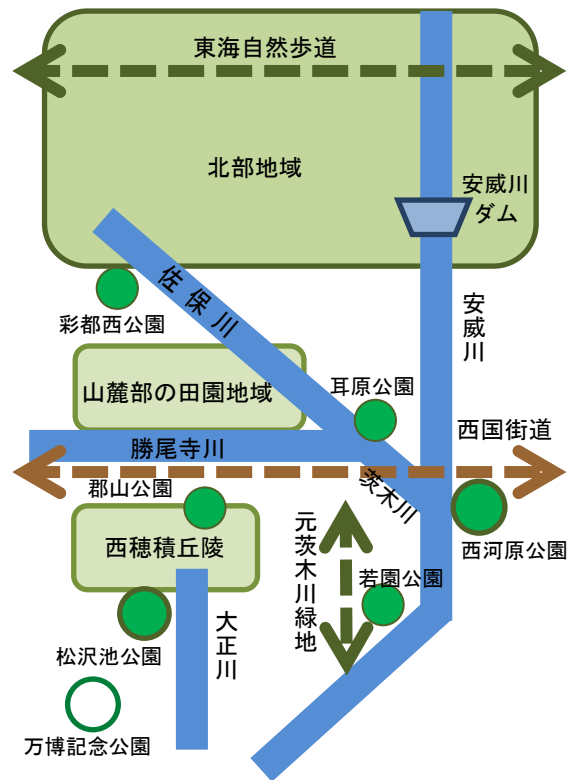 東海自然歩道
北部地域
安威川
ダム
佐保川
安威川
彩都西公園
山麓部の田園地域
耳原公園
西国街道
勝尾寺川
茨木川
郡山公園
元茨木川緑地
西河原公園
西穂積丘陵
若園公園
大正川
松沢池公園
万博記念公園